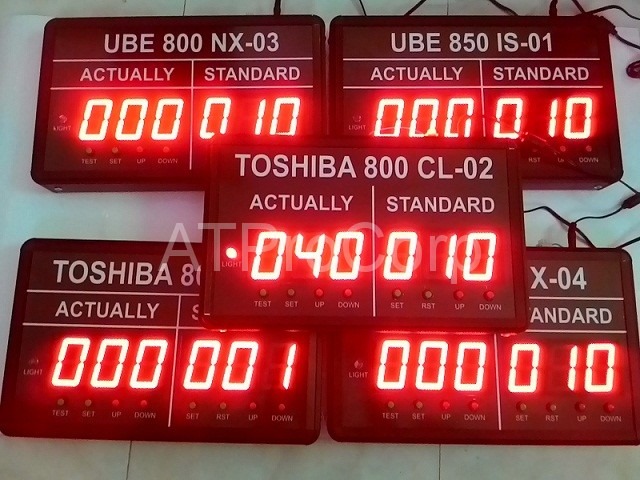 UBE 800 NX-03
ACTUALLY STANDARD
000 010
LIGHT
TEST SET UP DOWN
UBE 850 IS-01
ACTUALLY STANDARD
000 010
LIGHT
RST UP DOWN
TOSHIBA 800 CL-02
ACTUALLY STANDARD
040 010
LIGHT
TEST SET UP DOWN SET RST UP DOWN
ATProCorp
TOSHIBA
ACTUALLY
000 001
LIGHT
TEST SET UP DOWN SET RST UP DOWN
X-04
STANDARD
000 010
LIGHT
TEST SET UP DOWN SET RST UP DOWN